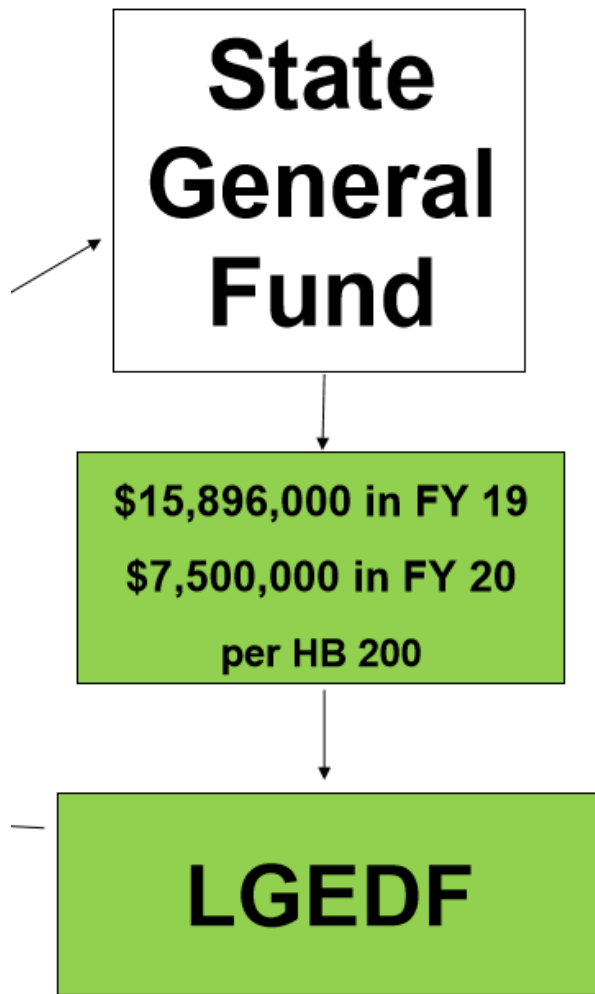 State
General
Fund
$15,896,000 in FY 19
$7,500,000 in FY 20
per HB 200
LGEDF